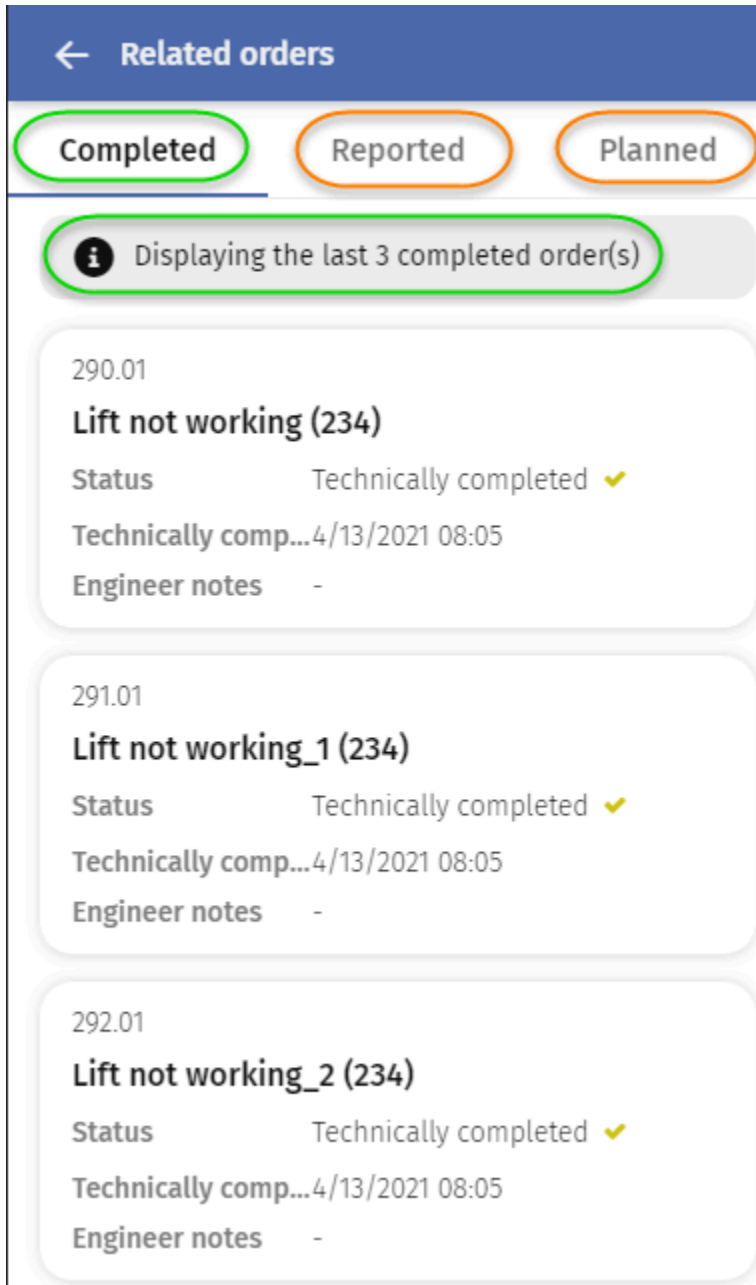 Related orders
Completed Reported Planned
Displaying the last 3 completed order(s)
290.01
Lift not working (234)
Status Technically completed
Technically comp...4/13/2021 08:05
Engineer notes -
291.01
Lift not working_1 (234)
Status Technically completed
Technically comp...4/13/2021 08:05
Engineer notes -
292.01
Lift not working_2 (234)
Status Technically completed
Technically comp...4/13/2021 08:05
Engineer notes -